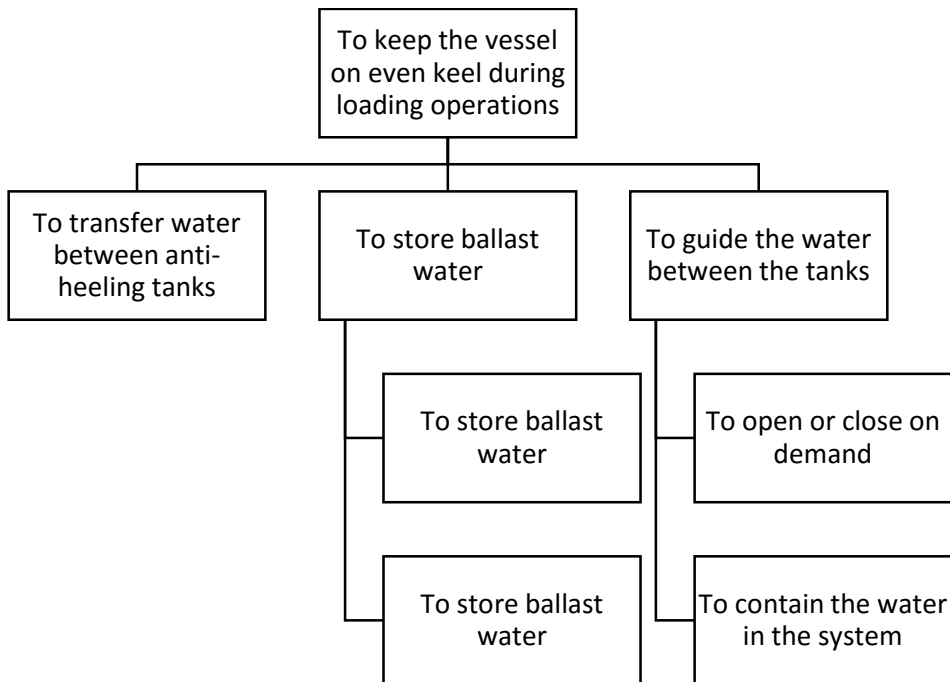 To keep the vessel
on even keel during
loading operations
To transfer water
between anti-
heeling tanks
To store ballast
water
To guide the water
between the tanks
To store ballast
water
To open or close on
demand
To store ballast
water
To contain the water
in the system